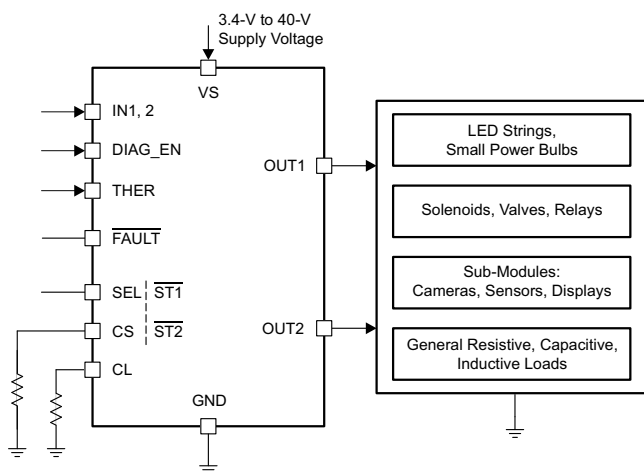 3.4-V to 40-V
Supply Voltage
VS
IN1, 2
DIAG_EN
THER
FAULT
SEL ST1
CS ST2
CL
GND
OUT1
OUT2
LED Strings,
Small Power Bulbs
Solenoids, Valves, Relays
Sub-Modules:
Cameras, Sensors, Displays
General Resistive, Capacitive,
Inductive Loads